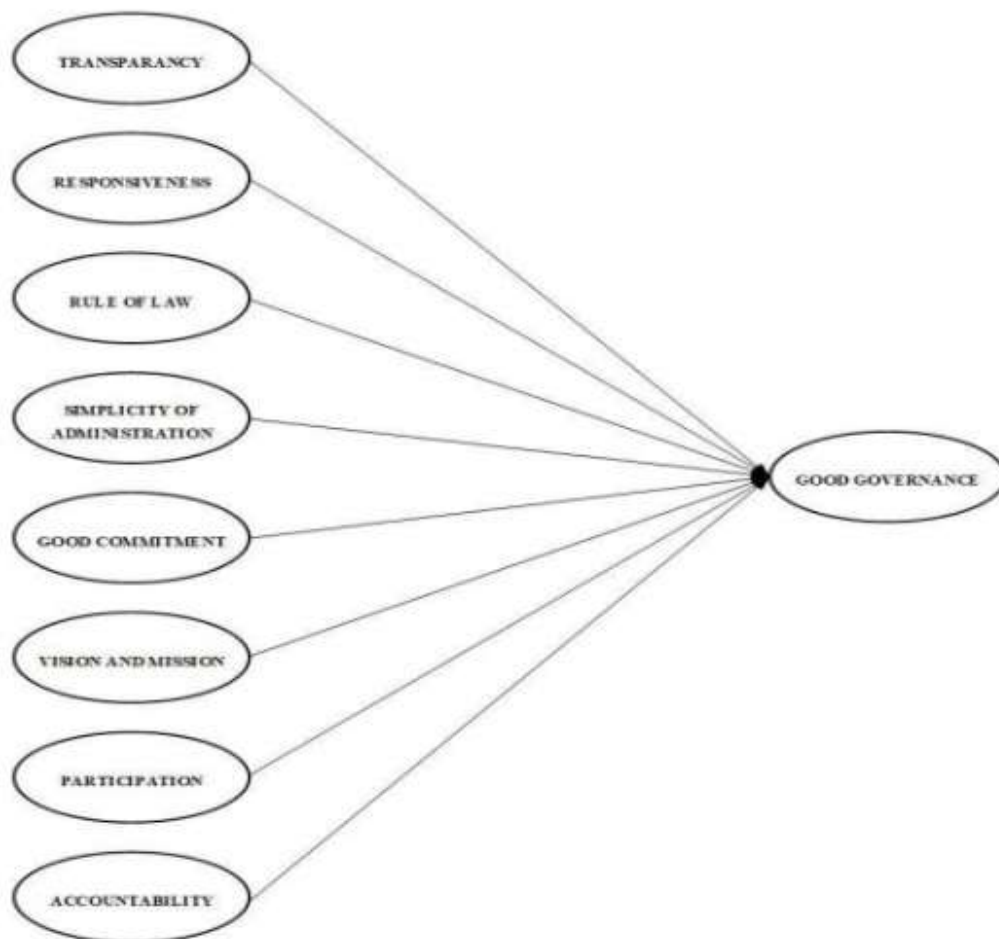 TRANSPARANCY
RESPONSIVENESS
RULE OF LAW
SIMPLICITY OF
ADMINISTRATION
GOOD COMMITMENT
VISION AND MISSION
PARTICIPATION
ACCOUNTABILITY
GOOD GOVERNANCE